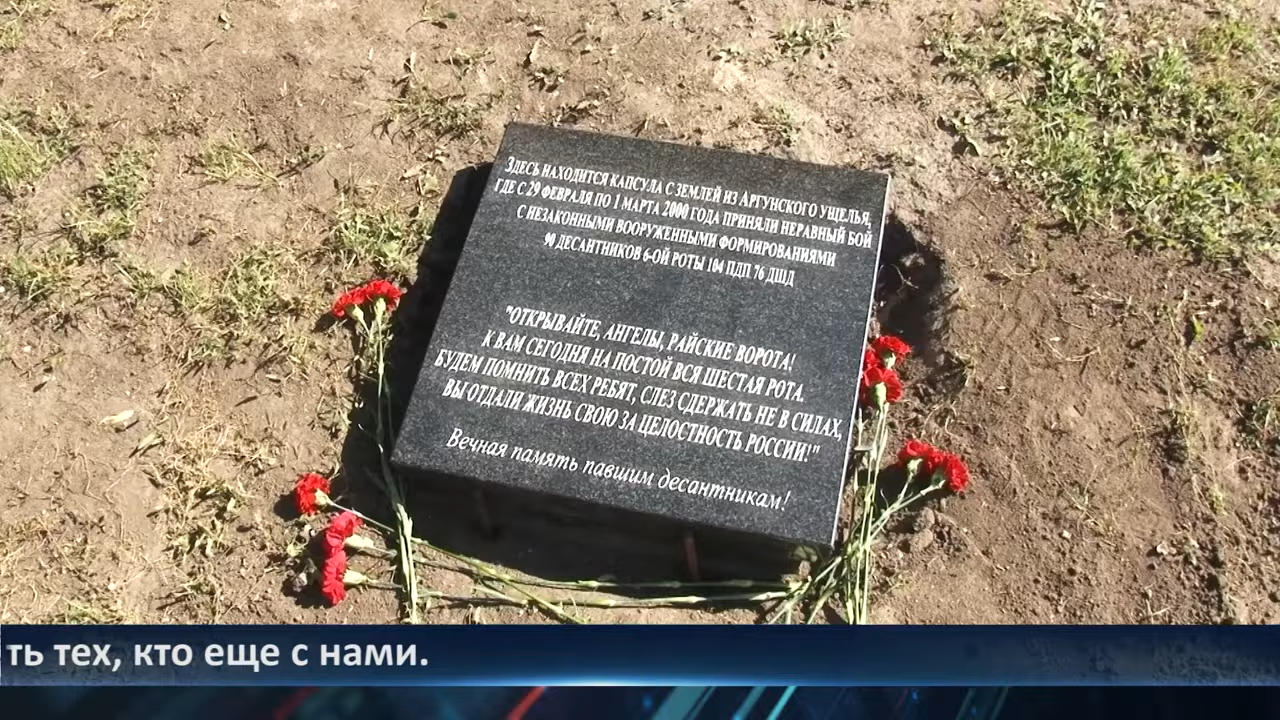 Здесь находится капсула с землей из Аргунского ущелья,
где с 29 февраля по 1 марта 2000 года приняли неравный бой
с незаконными вооруженными формированиями
90 десантников 6-ой роты 104 ПДП 76 ДШД
"ОТКРЫВАЙТЕ, АНГЕЛЫ, РАЙСКИЕ ВОРОТА!
К ВАМ СЕГОДНЯ НА ПОСТОЙ ВСЯ ШЕСТАЯ РОТА.
БУДЕМ ПОМНИТЬ ВСЕХ РЕБЯТ, СЛЕЗ СДЕРЖАТЬ НЕ В СИЛАХ,
ВЫ ОТДАЛИ ЖИЗНЬ СВОЮ ЗА ЦЕЛОСТНОСТЬ РОССИИ!"
Вечная память павшим десантникам!
ть тех, кто еще с нами.